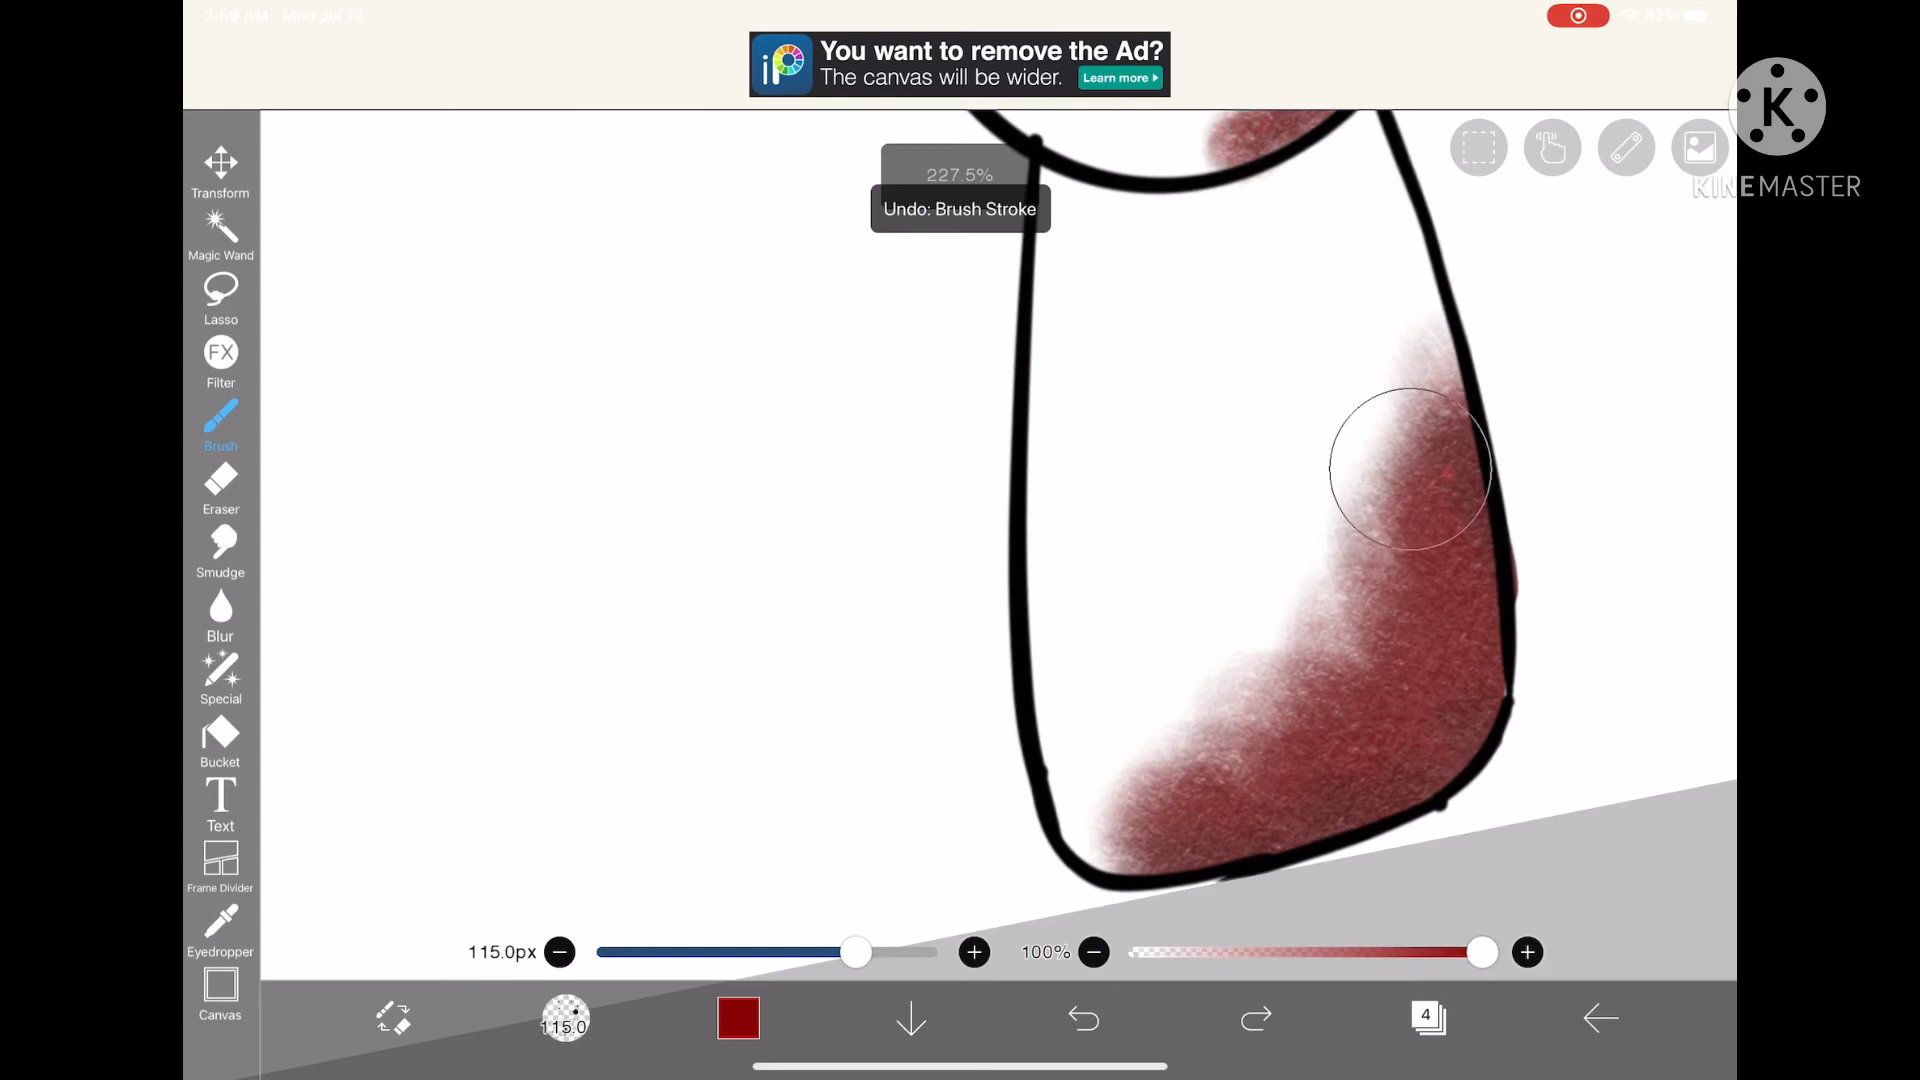 2:59 AM Mon Jul 12
82%
iP
You want to remove the Ad?
The canvas will be wider.
Learn more
K
KINEMASTER
227.5%
Undo: Brush Stroke
Transform
Magic Wand
Lasso
FX
Filter
Brush
Eraser
Smudge
Blur
Special
Bucket
T
Text
Frame Divider
Eyedropper
Canvas
115.0px
100%
115.0
4